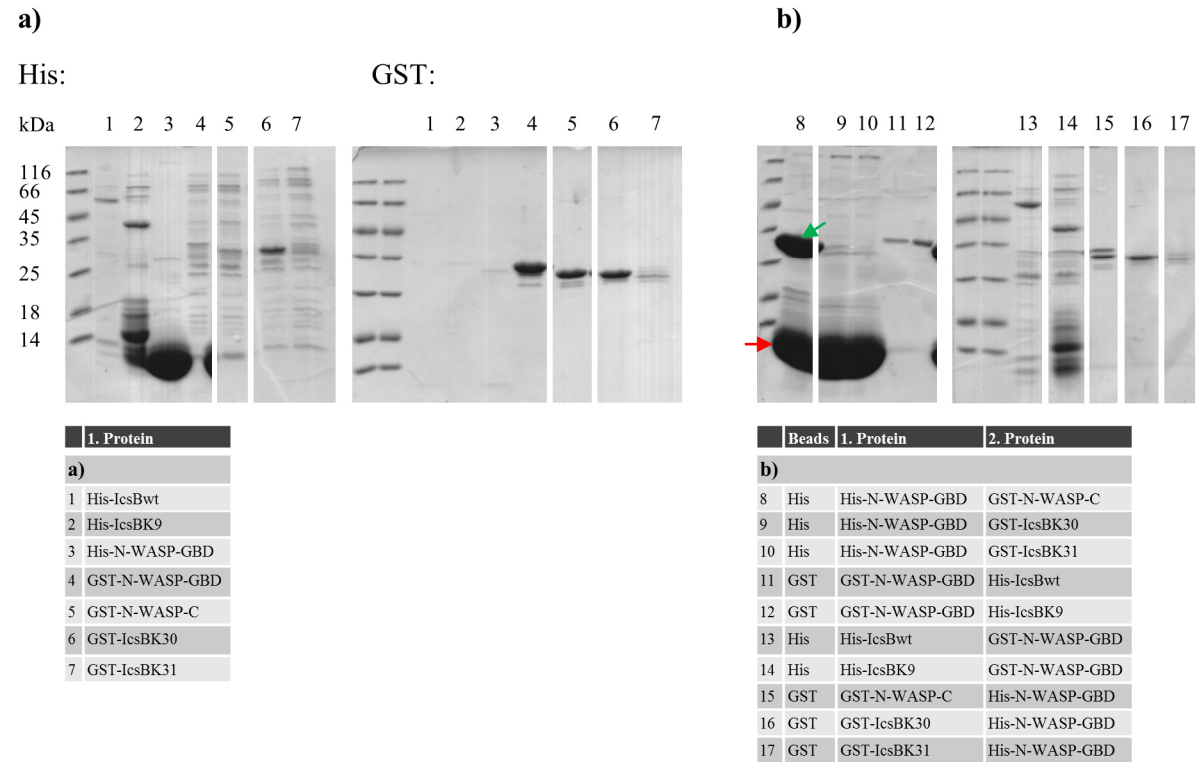 a)
b)
His:
GST:
kDa 1 2 3 4 5 6 7
1 2 3 4 5 6 7
8 9 10 11 12
13 14 15 16 17
116
66
45
35
25
18
14
1. Protein
a)
1 His-IcsBwt
2 His-IcsBK9
3 His-N-WASP-GBD
4 GST-N-WASP-GBD
5 GST-N-WASP-C
6 GST-IcsBK30
7 GST-IcsBK31
Beads 1. Protein 2. Protein
b)
8 His His-N-WASP-GBD GST-N-WASP-C
9 His His-N-WASP-GBD GST-IcsBK30
10 His His-N-WASP-GBD GST-IcsBK31
11 GST GST-N-WASP-GBD His-IcsBwt
12 GST GST-N-WASP-GBD His-IcsBK9
13 His His-IcsBwt GST-N-WASP-GBD
14 His His-IcsBK9 GST-N-WASP-GBD
15 GST GST-N-WASP-C His-N-WASP-GBD
16 GST GST-IcsBK30 His-N-WASP-GBD
17 GST GST-IcsBK31 His-N-WASP-GBD